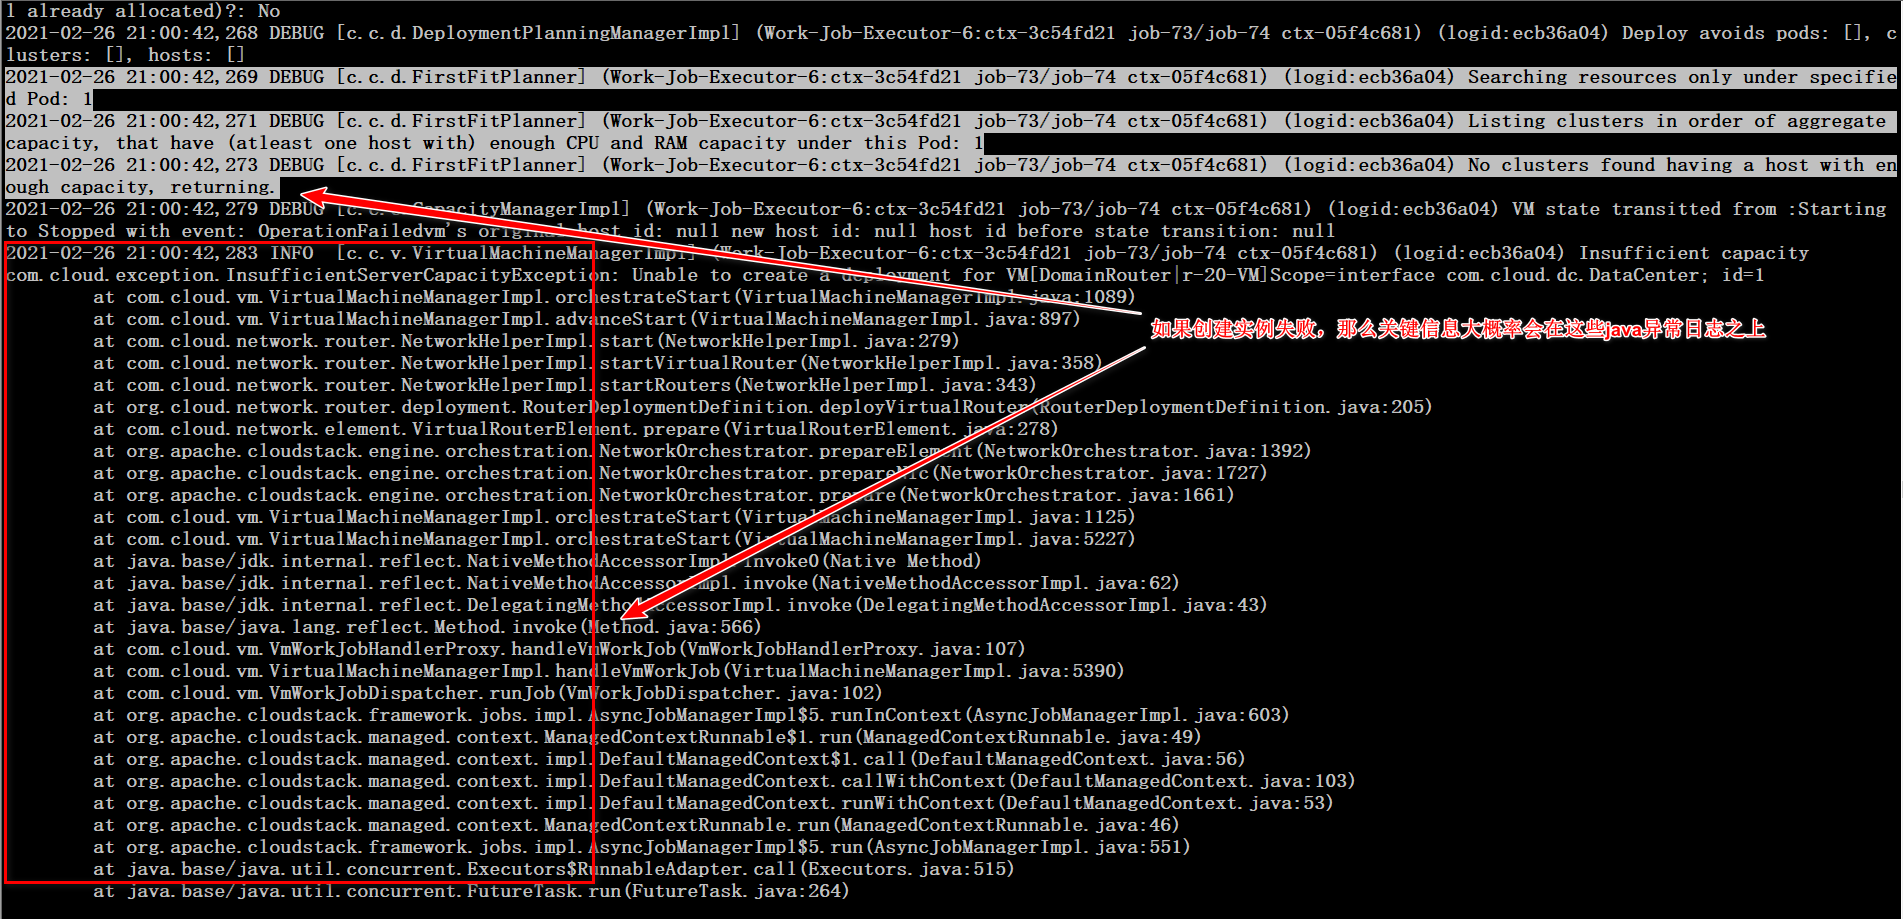 l already allocated)?: No
2021-02-26 21:00:42,268 DEBUG [c.c.d.DeploymentPlanningManagerImpl] (Work-Job-Executor-6:ctx-3c54fd21 job-73/job-74 ctx-05f4c681) (logid:ecb36a04) Deploy avoids pods: [], c
lusters: [], hosts: []
2021-02-26 21:00:42,269 DEBUG [c.c.d.FirstFitPlanner] (Work-Job-Executor-6:ctx-3c54fd21 job-73/job-74 ctx-05f4c681) (logid:ecb36a04) Searching resources only under specifie
d Pod: 1
2021-02-26 21:00:42,271 DEBUG [c.c.d.FirstFitPlanner] (Work-Job-Executor-6:ctx-3c54fd21 job-73/job-74 ctx-05f4c681) (logid:ecb36a04) Listing clusters in order of aggregate
capacity, that have (atleast one host with) enough CPU and RAM capacity under this Pod: 1
2021-02-26 21:00:42,273 DEBUG [c.c.d.FirstFitPlanner] (Work-Job-Executor-6:ctx-3c54fd21 job-73/job-74 ctx-05f4c681) (logid:ecb36a04) No clusters found having a host with en
ough capacity, returning.
2021-02-26 21:00:42,279 DEBUG [c.c.c.CapacityManagerImpl] (Work-Job-Executor-6:ctx-3c54fd21 job-73/job-74 ctx-05f4c681) (logid:ecb36a04) VM state transitted from :Starting
to Stopped with event: OperationFailedvm's original host id: null new host id: null host id before state transition: null
2021-02-26 21:00:42,283 INFO  [c.c.v.VirtualMachineManagerImpl] (Work-Job-Executor-6:ctx-3c54fd21 job-73/job-74 ctx-05f4c681) (logid:ecb36a04) Insufficient capacity
com.cloud.exception.InsufficientServerCapacityException: Unable to create a deployment for VM[DomainRouter|r-20-VM]Scope=interface com.cloud.dc.DataCenter; id=1
at com.cloud.vm.VirtualMachineManagerImpl.orchestrateStart(VirtualMachineManagerImpl.java:1089)
at com.cloud.vm.VirtualMachineManagerImpl.advanceStart(VirtualMachineManagerImpl.java:897)
如果创建实例失败，那么关键信息大概率会在这些java异常日志之上
at com.cloud.network.router.NetworkHelperImpl.start(NetworkHelperImpl.java:279)
at com.cloud.network.router.NetworkHelperImpl.startVirtualRouter(NetworkHelperImpl.java:358)
at com.cloud.network.router.NetworkHelperImpl.startRouters(NetworkHelperImpl.java:343)
at org.cloud.network.router.deployment.RouterDeploymentDefinition.deployVirtualRouter(RouterDeploymentDefinition.java:205)
at com.cloud.network.element.VirtualRouterElement.prepare(VirtualRouterElement.java:278)
at org.apache.cloudstack.engine.orchestration.NetworkOrchestrator.prepareElement(NetworkOrchestrator.java:1392)
at org.apache.cloudstack.engine.orchestration.NetworkOrchestrator.prepareNic(NetworkOrchestrator.java:1727)
at org.apache.cloudstack.engine.orchestration.NetworkOrchestrator.prepare(NetworkOrchestrator.java:1661)
at com.cloud.vm.VirtualMachineManagerImpl.orchestrateStart(VirtualMachineManagerImpl.java:1125)
at com.cloud.vm.VirtualMachineManagerImpl.orchestrateStart(VirtualMachineManagerImpl.java:5227)
at java.base/jdk.internal.reflect.NativeMethodAccessorImpl.invoke0(Native Method)
at java.base/jdk.internal.reflect.NativeMethodAccessorImpl.invoke(NativeMethodAccessorImpl.java:62)
at java.base/jdk.internal.reflect.DelegatingMethodAccessorImpl.invoke(DelegatingMethodAccessorImpl.java:43)
at java.base/java.lang.reflect.Method.invoke(Method.java:566)
at com.cloud.vm.VmWorkJobHandlerProxy.handleVmWorkJob(VmWorkJobHandlerProxy.java:107)
at com.cloud.vm.VirtualMachineManagerImpl.handleVmWorkJob(VirtualMachineManagerImpl.java:5390)
at com.cloud.vm.VmWorkJobDispatcher.runJob(VmWorkJobDispatcher.java:102)
at org.apache.cloudstack.framework.jobs.impl.AsyncJobManagerImpl$5.runInContext(AsyncJobManagerImpl.java:603)
at org.apache.cloudstack.managed.context.ManagedContextRunnable$1.run(ManagedContextRunnable.java:49)
at org.apache.cloudstack.managed.context.impl.DefaultManagedContext$1.call(DefaultManagedContext.java:56)
at org.apache.cloudstack.managed.context.impl.DefaultManagedContext.callWithContext(DefaultManagedContext.java:103)
at org.apache.cloudstack.managed.context.impl.DefaultManagedContext.runWithContext(DefaultManagedContext.java:53)
at org.apache.cloudstack.managed.context.ManagedContextRunnable.run(ManagedContextRunnable.java:46)
at org.apache.cloudstack.framework.jobs.impl.AsyncJobManagerImpl$5.run(AsyncJobManagerImpl.java:551)
at java.base/java.util.concurrent.Executors$RunnableAdapter.call(Executors.java:515)
at java.base/java.util.concurrent.FutureTask.run(FutureTask.java:264)